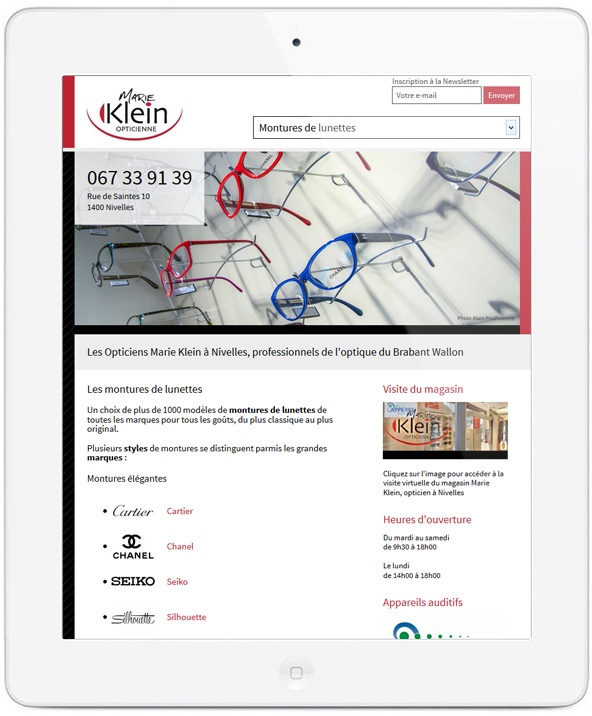 Inscription à la Newsletter
Votre e-mail
Envoyer
MARIE
Klein
OPTICIENNE
Montures de lunettes
067 33 91 39
Rue de Saintes 10
1400 Nivelles
CHANEL
Photo Alain Prudhomme
Les Opticiens Marie Klein à Nivelles, professionnels de l'optique du Brabant Wallon
Les montures de lunettes
Un choix de plus de 1000 modèles de montures de lunettes de
toutes les marques pour tous les goûts, du plus classique au plus
original.
Plusieurs styles de montures se distinguent parmis les grandes
marques :
Montures élégantes
Cartier Cartier
CHANEL Chanel
SEIKO Seiko
Silhouette Silhouette
Visite du magasin
MARIE
Klein
OPTICIENNE
Cliquez sur l'image pour accéder à la
visite virtuelle du magasin Marie
Klein, opticien à Nivelles
Heures d'ouverture
Du mardi au samedi
de 9h30 à 18h00
Le lundi
de 14h00 à 18h00
Appareils auditifs